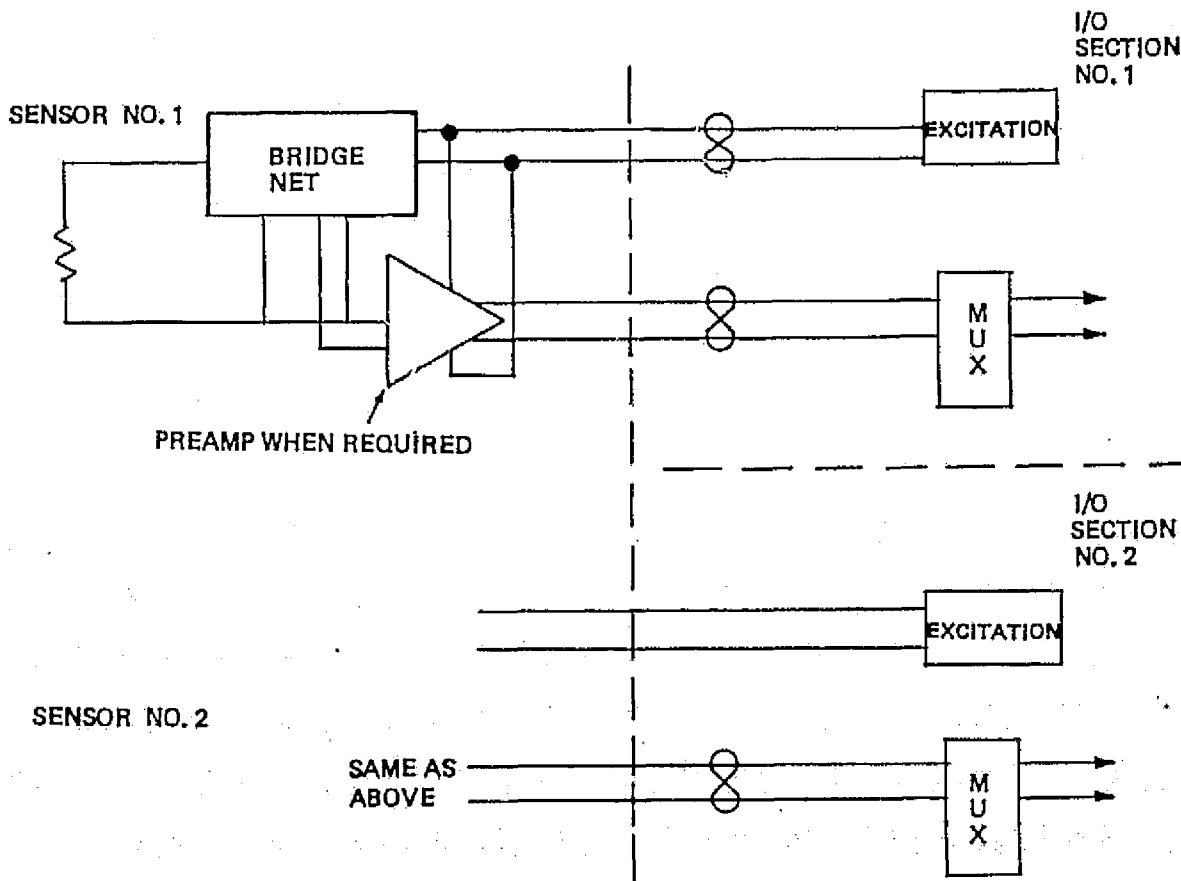 I/O
SECTION
NO. 1
SENSOR NO. 1
BRIDGE
NET
EXCITATION
M
U
X
PREAMP WHEN REQUIRED
I/O
SECTION
NO. 2
EXCITATION
SENSOR NO. 2
SAME AS
ABOVE
M
U
X